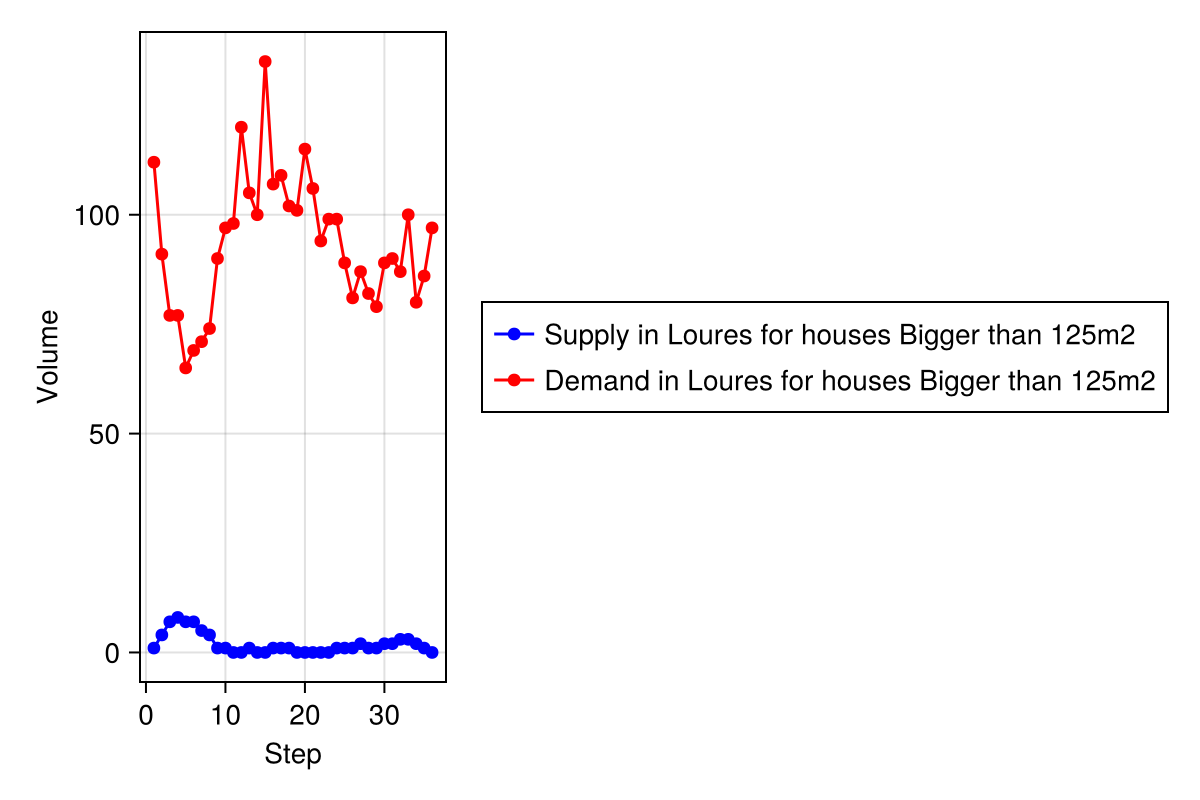 Volume
100
50
0
0 10 20 30
Step
Supply in Loures for houses Bigger than 125m2
Demand in Loures for houses Bigger than 125m2